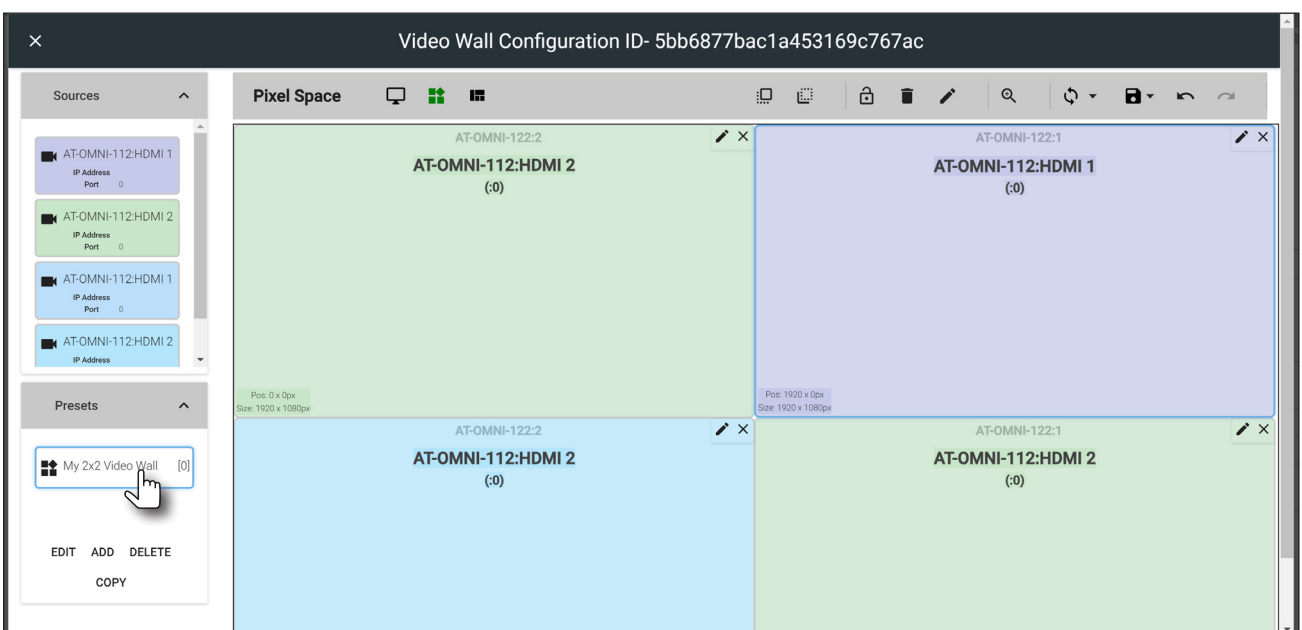 Video Wall Configuration ID- 5bb6877bac1a453169c767ac
Sources
AT-OMNI-112:HDMI 1
IP Address
Port 0
AT-OMNI-112:HDMI 2
IP Address
Port 0
AT-OMNI-112:HDMI 1
IP Address
Port 0
AT-OMNI-112:HDMI 2
IP Address
Presets
My 2x2 Video Wall [0]
EDIT ADD DELETE
COPY
Pixel Space
AT-OMNI-122:2
AT-OMNI-112:HDMI 2
(:0)
Pos: 0 x 0px
Size: 1920 x 1080px
AT-OMNI-122:1
AT-OMNI-112:HDMI 1
(:0)
Pos: 1920 x 0px
Size: 1920 x 1080px
AT-OMNI-122:2
AT-OMNI-112:HDMI 2
(:0)
AT-OMNI-122:1
AT-OMNI-112:HDMI 2
(:0)